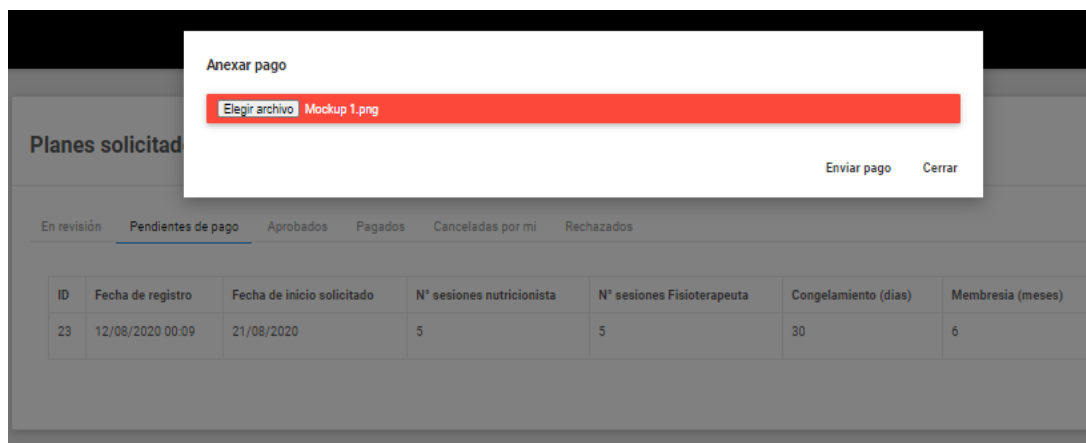 Anexar pago
Elegir archivo Mockup 1.png
Enviar pago Cerrar
Planes solicitad
En revisión Pendientes de pago Aprobados Pagados Canceladas por mi Rechazados
ID Fecha de registro Fecha de inicio solicitado N° sesiones nutricionista N° sesiones Fisioterapeuta Congelamiento (días) Membresia (meses)
23 12/08/2020 00:09 21/08/2020 5 5 30 6